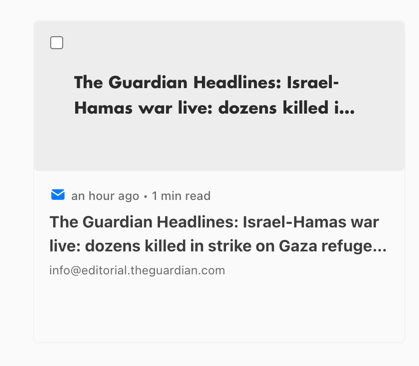 The Guardian Headlines: Israel-
Hamas war live: dozens killed i...
an hour ago • 1 min read
The Guardian Headlines: Israel-Hamas war
live: dozens killed in strike on Gaza refuge...
info@editorial.theguardian.com